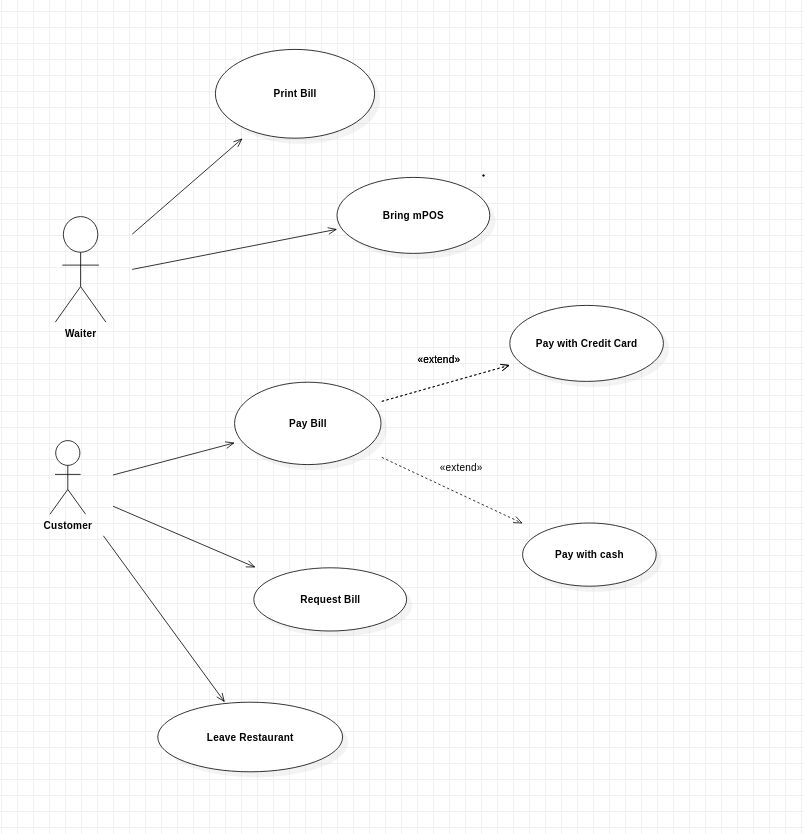 Print Bill
Bring mPOS
Waiter
Pay with Credit Card
«extend»
Pay Bill
«extend»
Customer
Pay with cash
Request Bill
Leave Restaurant